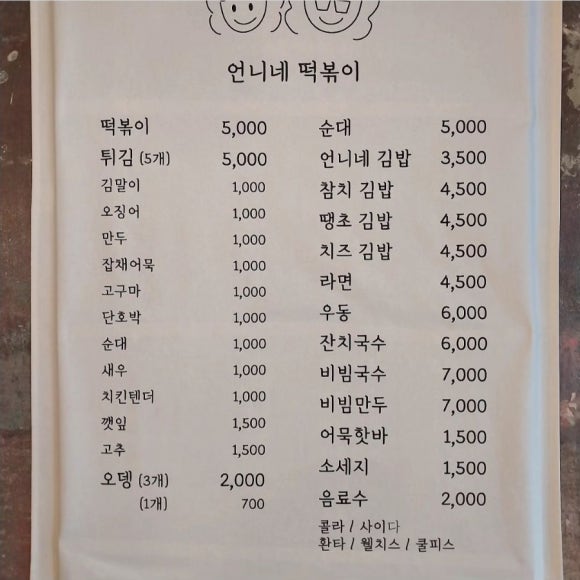 언니네 떡볶이
떡볶이 5,000
튀김 (5개) 5,000
김말이 1,000
오징어 1,000
만두 1,000
잡채어묵 1,000
고구마 1,000
단호박 1,000
순대 1,000
새우 1,000
치킨텐더 1,000
깻잎 1,500
고추 1,500
오뎅 (3개) 2,000
(1개) 700
순대 5,000
언니네 김밥 3,500
참치 김밥 4,500
땡초 김밥 4,500
치즈 김밥 4,500
라면 4,500
우동 6,000
잔치국수 6,000
비빔국수 7,000
비빔만두 7,000
어묵핫바 1,500
소세지 1,500
음료수 2,000
콜라 / 사이다
환타 / 웰치스 / 쿨피스